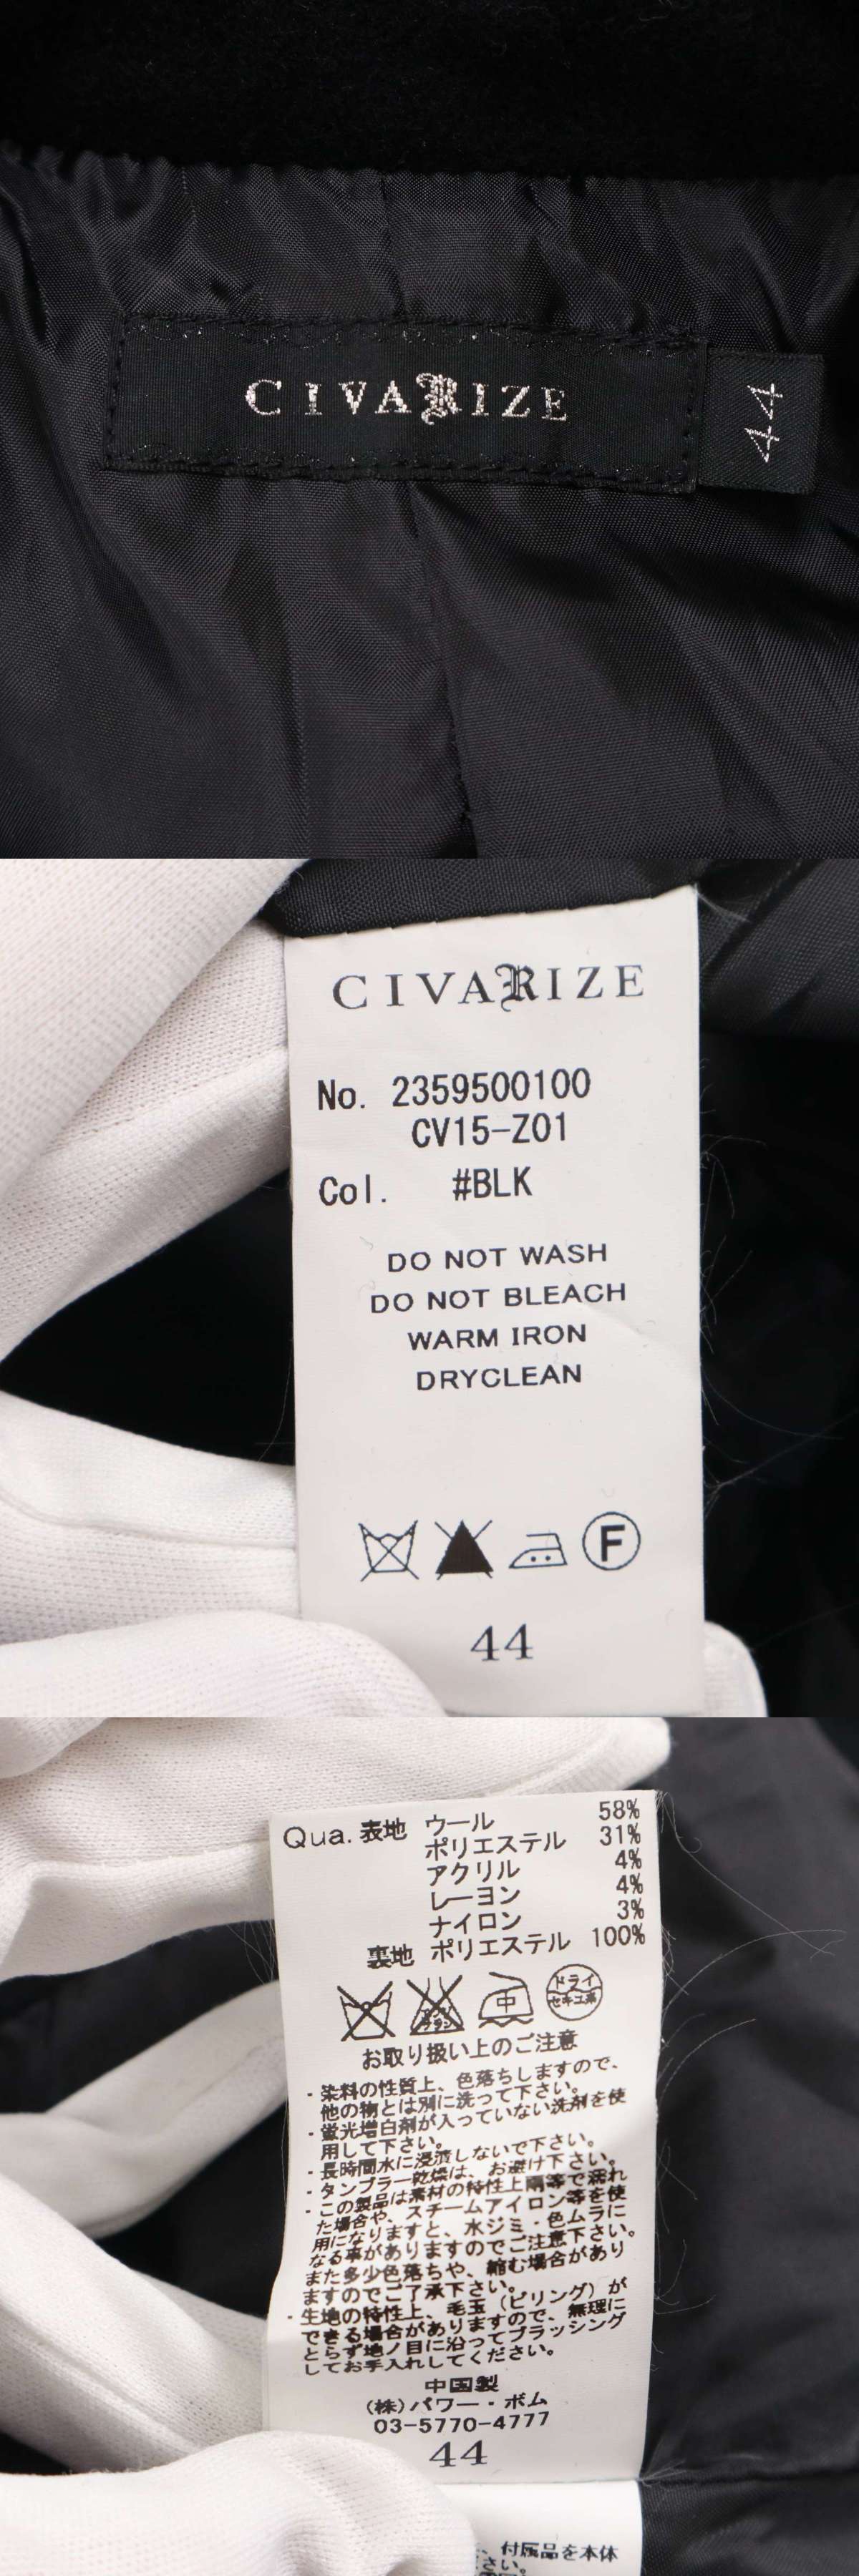 CIVARIZE
44
CIVARIZE
No. 2359500100
CV15-Z01
Col. #BLK
DO NOT WASH
DO NOT BLEACH
WARM IRON
DRYCLEAN
F
44
Qua. 表地 ウール 58%
ポリエステル 31%
アクリル 4%
レーヨン 4%
ナイロン 3%
裏地 ポリエステル 100%
中 ドライ
セキユ系
お取り扱い上のご注意
・染料の性質上、色落ちしますので、
他の物とは別に洗って下さい。
・蛍光増白剤が入っていない洗剤を使
用して下さい。
・長時間水に浸漬しないで下さい。
・タンブラー乾燥は、お避け下さい。
・この製品は素材の特性上雨等で濡れ
た場合や、スチームアイロン等を使
用になりますと、水ジミ・色ムラに
なる事がありますのでご注意下さい。
また多少色落ちや、縮む場合があり
ますのでご了承下さい。
・生地の特性上、毛玉（ピリング）が
できる場合がありますので、無理に
とらず地ノ目に沿ってブラッシング
してお手入れしてください。
中国製
(株)パワー・ボム
03-5770-4777
44
、付属品を本体
さい。